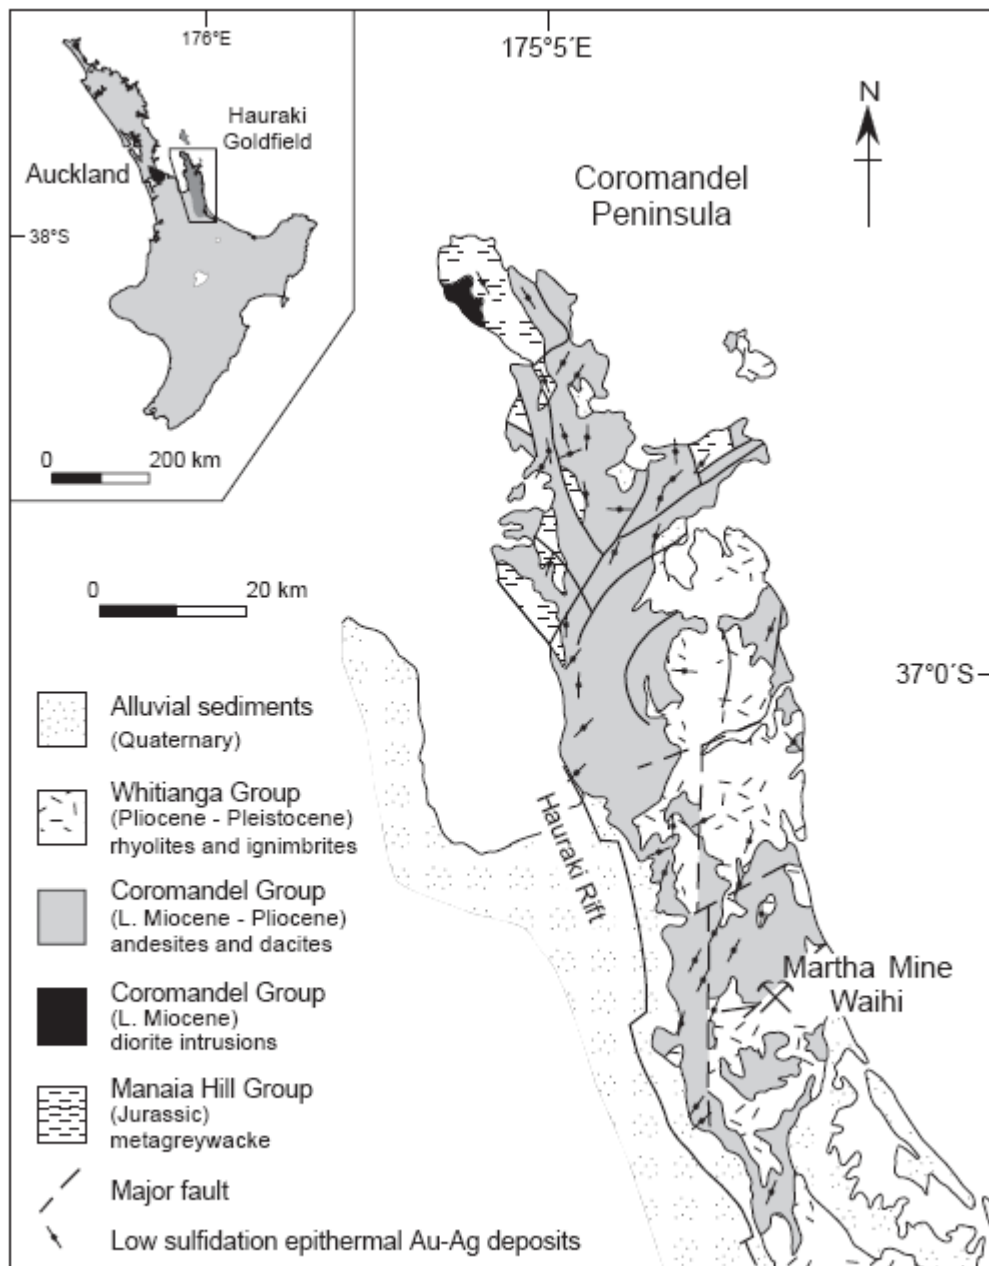 176°E
Hauraki
Goldfield
Auckland
38°S
0 200 km
175°5´E
N
Coromandel
Peninsula
0 20 km
37°0´S
Hauraki Rift
Martha Mine
Waihi
Alluvial sediments
(Quaternary)
Whitianga Group
(Pliocene - Pleistocene)
rhyolites and ignimbrites
Coromandel Group
(L. Miocene - Pliocene)
andesites and dacites
Coromandel Group
(L. Miocene)
diorite intrusions
Manaia Hill Group
(Jurassic)
metagreywacke
Major fault
Low sulfidation epithermal Au-Ag deposits